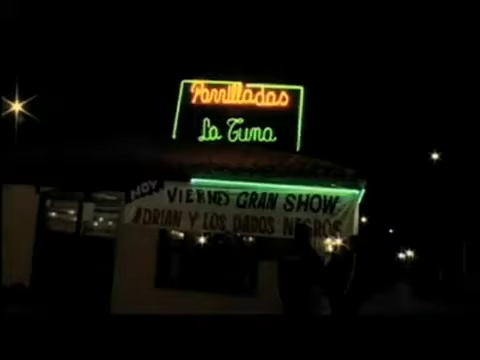 Parrilladas
La Tuna
HOY
VIERNES GRAN SHOW
ADRIAN Y LOS DADOS NEGROS